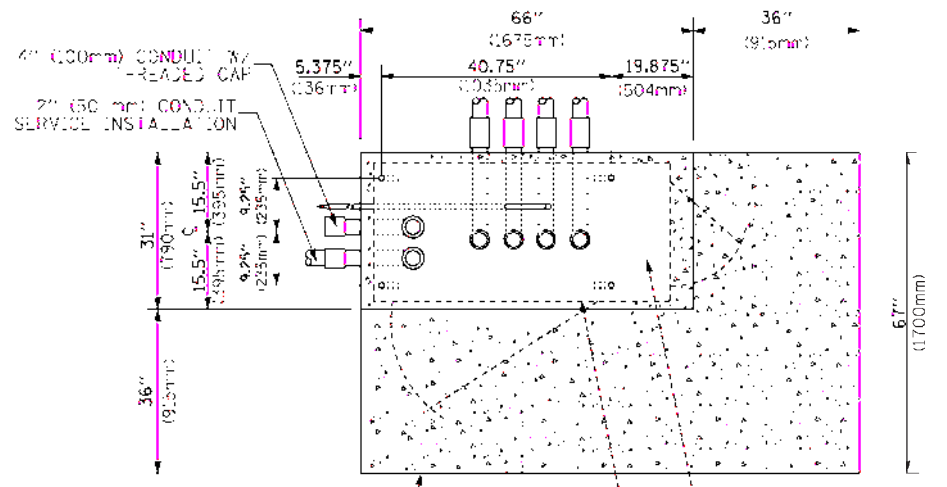 66"
(1675mm)
36"
(915mm)
4" (100mm) CONDUIT W/
THREADED CAP
5.375"
(136mm)
40.75"
(1035mm)
19.875"
(504mm)
2" (50 mm) CONDUIT
SERVICE INSTALLATION
31"
(790mm)
15.5"
(395mm)
15.5"
(395mm)
9.25"
(235mm)
9.25"
(235mm)
36"
(915mm)
67"
(1700mm)